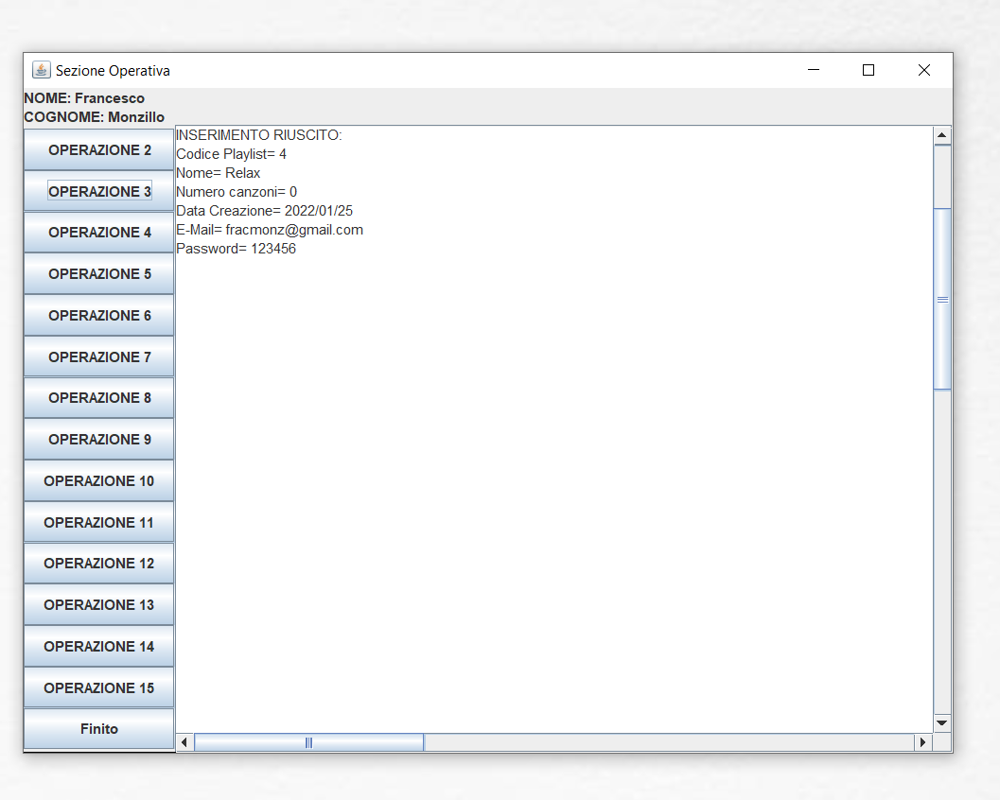 Sezione Operativa
NOME: Francesco
COGNOME: Monzillo
OPERAZIONE 2
OPERAZIONE 3
OPERAZIONE 4
OPERAZIONE 5
OPERAZIONE 6
OPERAZIONE 7
OPERAZIONE 8
OPERAZIONE 9
OPERAZIONE 10
OPERAZIONE 11
OPERAZIONE 12
OPERAZIONE 13
OPERAZIONE 14
OPERAZIONE 15
Finito
INSERIMENTO RIUSCITO:
Codice Playlist= 4
Nome= Relax
Numero canzoni= 0
Data Creazione= 2022/01/25
E-Mail= fracmonz@gmail.com
Password= 123456